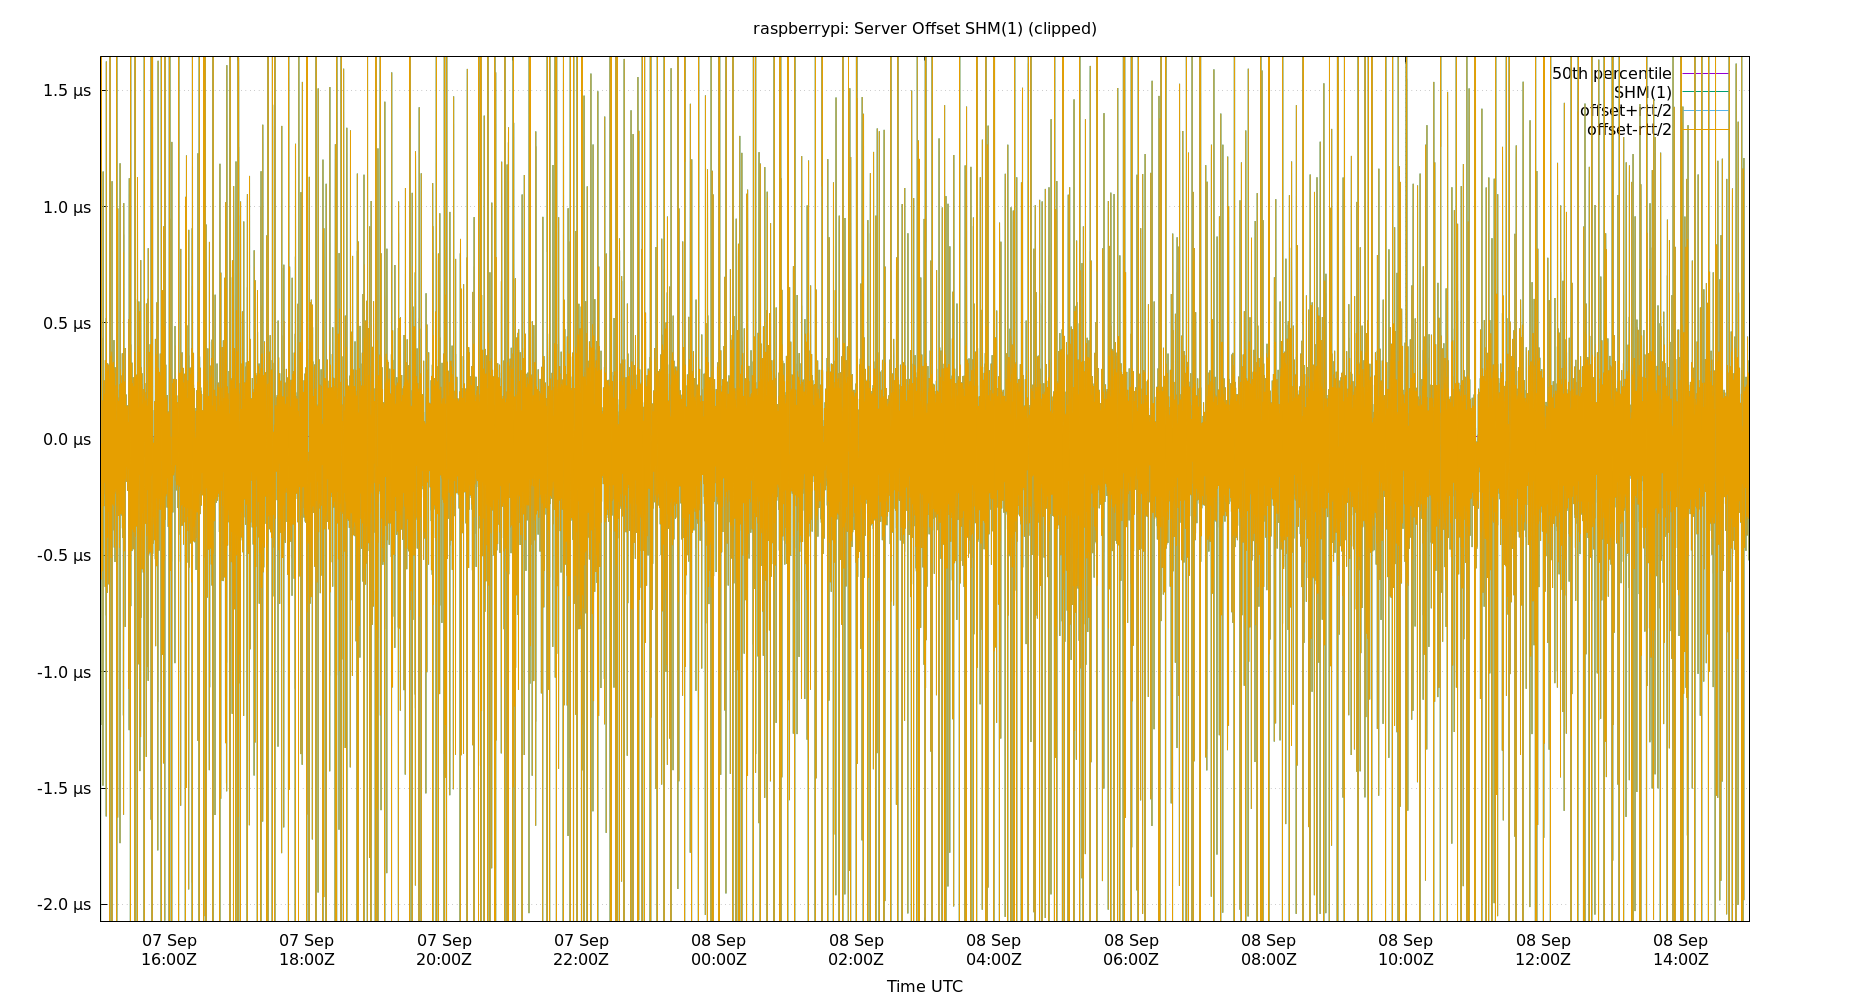 raspberrypi: Server Offset SHM(1) (clipped)
50th percentile
SHM(1)
offset+rtt/2
offset-rtt/2
1.5 µs
1.0 µs
0.5 µs
0.0 µs
-0.5 µs
-1.0 µs
-1.5 µs
-2.0 µs
07 Sep 07 Sep 07 Sep 07 Sep 08 Sep 08 Sep 08 Sep 08 Sep 08 Sep 08 Sep 08 Sep 08 Sep
16:00Z 18:00Z 20:00Z 22:00Z 00:00Z 02:00Z 04:00Z 06:00Z 08:00Z 10:00Z 12:00Z 14:00Z
Time UTC